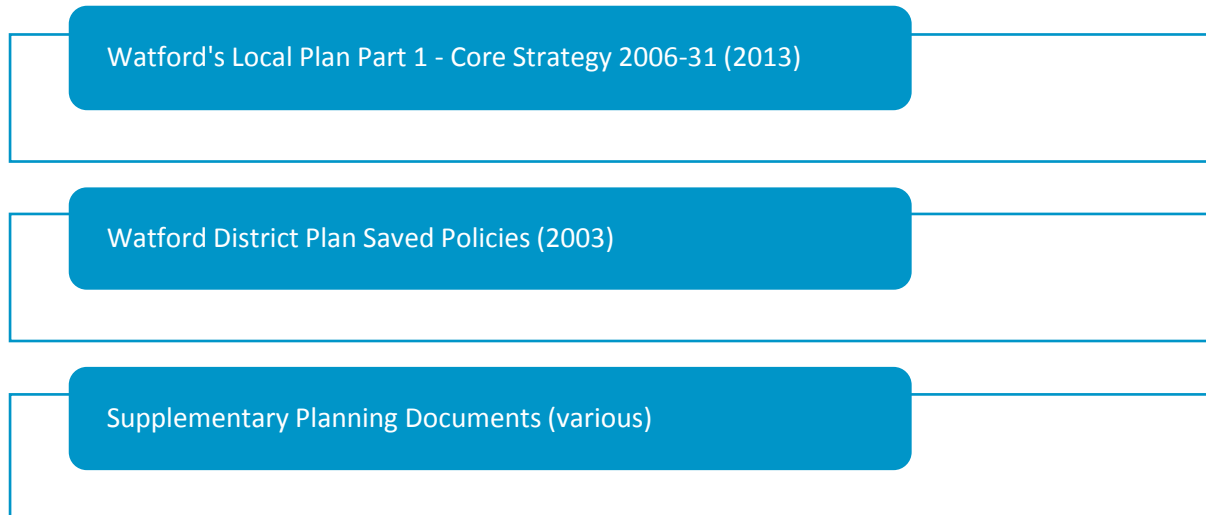 Watford's Local Plan Part 1 - Core Strategy 2006-31 (2013)
Watford District Plan Saved Policies (2003)
Supplementary Planning Documents (various)